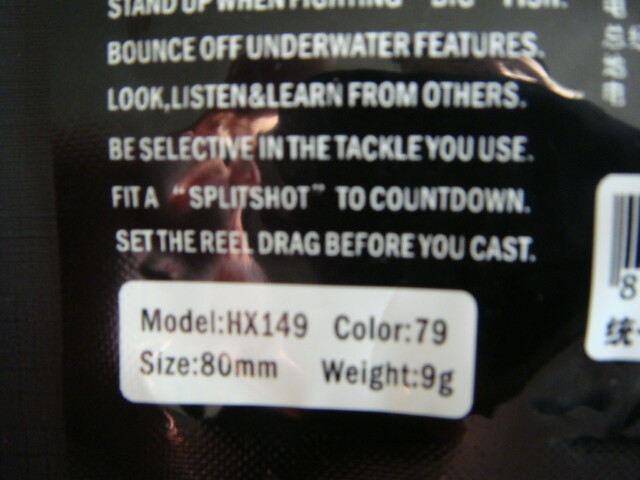 STAND UP WHEN FIGHTING "BIG" FISH.
BOUNCE OFF UNDERWATER FEATURES.
LOOK,LISTEN&LEARN FROM OTHERS.
BE SELECTIVE IN THE TACKLE YOU USE.
FIT A "SPLITSHOT" TO COUNTDOWN.
SET THE REEL DRAG BEFORE YOU CAST.
Model:HX149 Color:79
Size:80mm Weight:9g
8
统